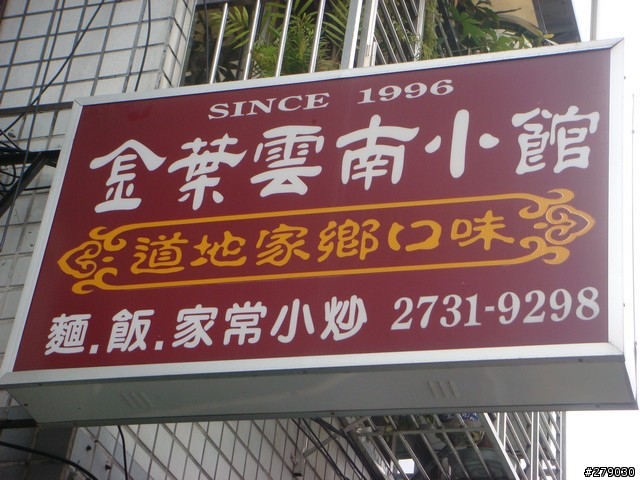 SINCE 1996
金葉雲南小館
道地家鄉口味
麵.飯.家常小炒 2731-9298
#279030